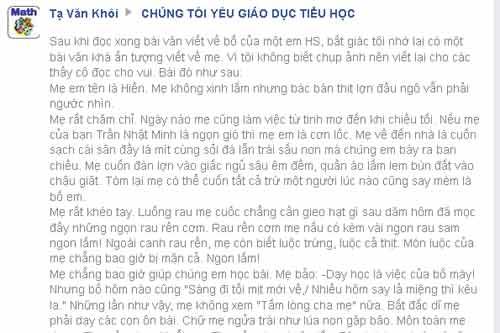 Math
Tạ Văn Khôi ▶ CHÚNG TÔI YÊU GIÁO DỤC TIỂU HỌC
Sau khi đọc xong bài văn viết về bố của một em HS, bất giác tôi nhớ lại có một
bài văn khá ấn tượng viết về mẹ. Vì tôi không biết chụp ảnh nên viết lại cho các
thầy cô đọc cho vui. Bài đó như sau:
Mẹ em tên là Hiền. Mẹ không xinh lắm nhưng bác bán thịt lợn đầu ngõ vẫn phải
ngước nhìn.
Mẹ rất chăm chỉ. Ngày nào mẹ cũng làm việc từ tinh mơ đến khi chiều tối. Nếu mẹ
của bạn Trần Nhật Minh là ngọn gió thì mẹ em là cơn lốc. Mẹ về đến nhà là cuốn
sạch cái sân đầy lá mít cùng sỏi đá lẫn trái sấu non mà chúng em bày ra ban
chiều. Mẹ cuốn đàn lợn vào giấc ngủ sâu êm đềm, quần áo lấm lem bùn đất vào
chậu giặt. Tóm lại mẹ có thể cuốn tất cả trừ một người lúc nào cũng say mèm là
bố em.
Mẹ rất khéo tay. Luống rau mẹ cuốc chẳng cần gieo hạt gì sau dăm hôm đã mọc
đầy những ngọn rau rền cơm. Rau rền cơm mẹ nấu có kèm vài ngọn rau sam
ngon lắm! Ngoài canh rau rền, mẹ còn biết luộc trứng, luộc cả thịt. Món luộc của
mẹ chẳng bao giờ bị mặn cả. Ngon lắm!
Mẹ chẳng bao giờ giúp chúng em học bài. Mẹ bảo: -Dạy học là việc của bố mày!
Nhưng bố hôm nào cũng "Sáng đi tối mịt mới về,/ Nhiều hôm say lả miệng thì kêu
la." Những lần như vậy, mẹ không xem "Tấm lòng cha mẹ" nữa. Bất đắc dĩ mẹ
phải dạy các con ôn bài. Chữ mẹ ngửa trái như lúa non gặp bão. Môn toán mẹ